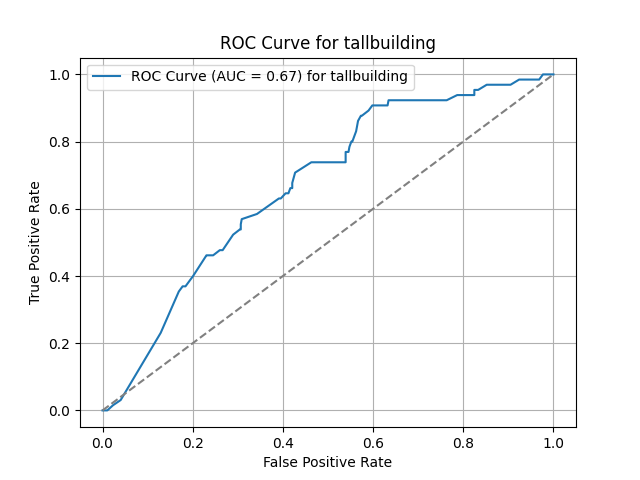 ROC Curve for tallbuilding
ROC Curve (AUC = 0.67) for tallbuilding
1.0
0.8
0.6
0.4
0.2
0.0
True Positive Rate
0.0 0.2 0.4 0.6 0.8 1.0
False Positive Rate